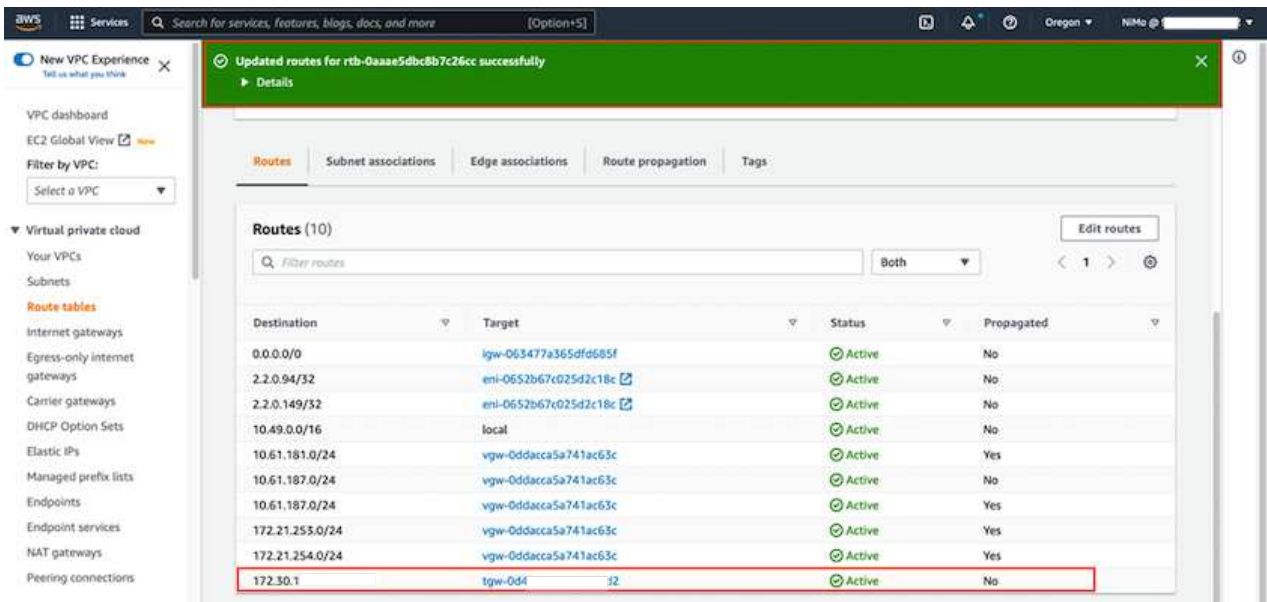 aws Services Search for services, features, blogs, docs, and more [Option+S] Oregon NiMo @
New VPC Experience
Tell us what you think
Updated routes for rtb-0aaae5dbc8b7c26cc successfully
Details
VPC dashboard
EC2 Global View New
Filter by VPC:
Select a VPC
Virtual private cloud
Your VPCs
Subnets
Route tables
Internet gateways
Egress-only internet
gateways
Carrier gateways
DHCP Option Sets
Elastic IPs
Managed prefix lists
Endpoints
Endpoint services
NAT gateways
Peering connections
Routes Subnet associations Edge associations Route propagation Tags
Routes (10) Edit routes
Filter routes Both 1
Destination Target Status Propagated
0.0.0.0/0 igw-063477a365dfd685f Active No
2.2.0.94/32 eni-0652b67c025d2c18c Active No
2.2.0.149/32 eni-0652b67c025d2c18c Active No
10.49.0.0/16 local Active No
10.61.181.0/24 vgw-0ddacca5a741ac63c Active Yes
10.61.187.0/24 vgw-0ddacca5a741ac63c Active No
10.61.187.0/24 vgw-0ddacca5a741ac63c Active Yes
172.21.253.0/24 vgw-0ddacca5a741ac63c Active Yes
172.21.254.0/24 vgw-0ddacca5a741ac63c Active Yes
172.30.1 tgw-0d4 Active No